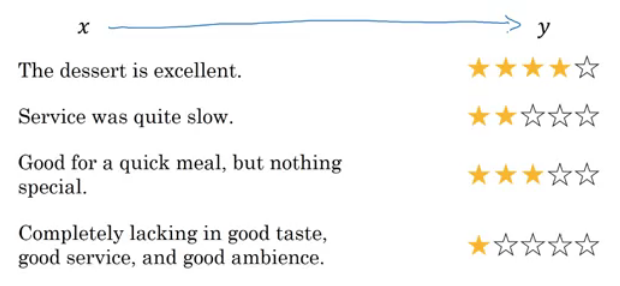 x y
The dessert is excellent.
Service was quite slow.
Good for a quick meal, but nothing
special.
Completely lacking in good taste,
good service, and good ambience.